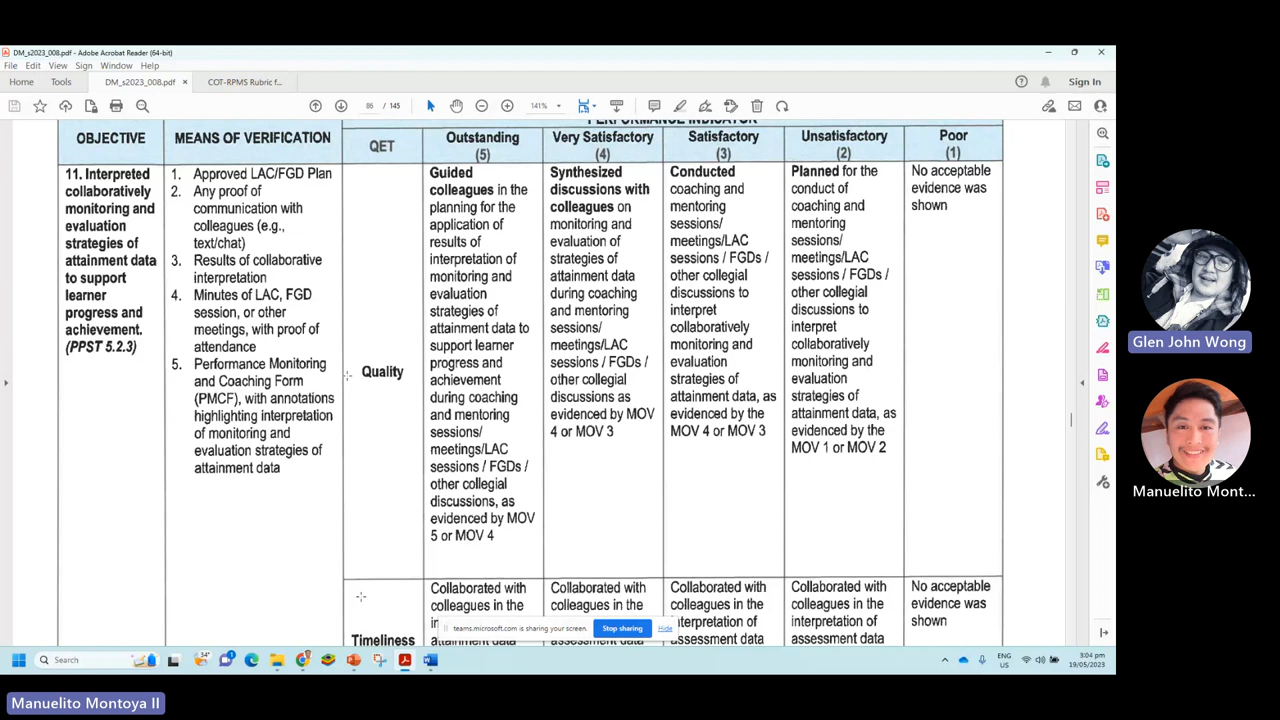 DM_s2023_008.pdf - Adobe Acrobat Reader (64-bit)
File Edit View Sign Window Help
Home Tools DM_s2023_008.pdf × COT-RPMS Rubric f... Sign In
86 / 145 141%
PERFORMANCE INDICATOR
OBJECTIVE
MEANS OF VERIFICATION
QET
Outstanding
(5)
Very Satisfactory
(4)
Satisfactory
(3)
Unsatisfactory
(2)
Poor
(1)
11. Interpreted
collaboratively
monitoring and
evaluation
strategies of
attainment data
to support
learner
progress and
achievement.
(PPST 5.2.3)
1. Approved LAC/FGD Plan
2. Any proof of
communication with
colleagues (e.g.,
text/chat)
3. Results of collaborative
interpretation
4. Minutes of LAC, FGD
session, or other
meetings, with proof of
attendance
5. Performance Monitoring
and Coaching Form
(PMCF), with annotations
highlighting interpretation
of monitoring and
evaluation strategies of
attainment data
Quality
Guided
colleagues in the
planning for the
application of
results of
interpretation of
monitoring and
evaluation
strategies of
attainment data to
support learner
progress and
achievement
during coaching
and mentoring
sessions/
meetings/LAC
sessions / FGDs /
other collegial
discussions, as
evidenced by MOV
5 or MOV 4
Synthesized
discussions with
colleagues on
monitoring and
evaluation of
strategies of
attainment data
during coaching
and mentoring
sessions/
meetings/LAC
sessions / FGDs /
other collegial
discussions as
evidenced by MOV
4 or MOV 3
Conducted
coaching and
mentoring
sessions/
meetings/LAC
sessions / FGDs /
other collegial
discussions to
interpret
collaboratively
monitoring and
evaluation
strategies of
attainment data, as
evidenced by the
MOV 4 or MOV 3
Planned for the
conduct of
coaching and
mentoring
sessions/
meetings/LAC
sessions / FGDs /
other collegial
discussions to
interpret
collaboratively
monitoring and
evaluation
strategies of
attainment data, as
evidenced by the
MOV 1 or MOV 2
No acceptable
evidence was
shown
Timeliness
Collaborated with
colleagues in the
Collaborated with
colleagues in the
Collaborated with
colleagues in the
interpretation of
assessment data
Collaborated with
colleagues in the
interpretation of
assessment data
No acceptable
evidence was
shown
teams.microsoft.com is sharing your screen. Stop sharing Hide
Search
34°
ENG
US
3:04 pm
19/05/2023
Glen John Wong
Manuelito Mont...
Manuelito Montoya II